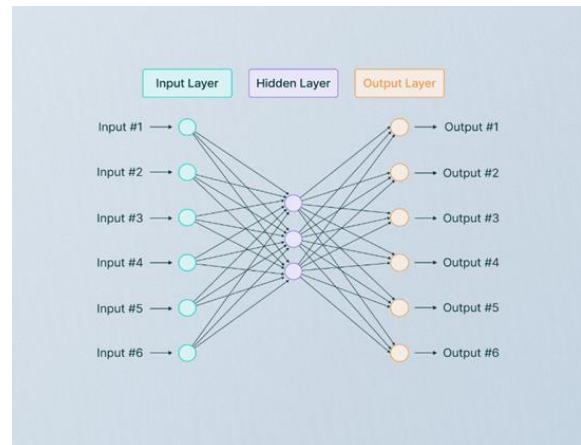 Input Layer Hidden Layer Output Layer
Input #1 Output #1
Input #2 Output #2
Input #3 Output #3
Input #4 Output #4
Input #5 Output #5
Input #6 Output #6